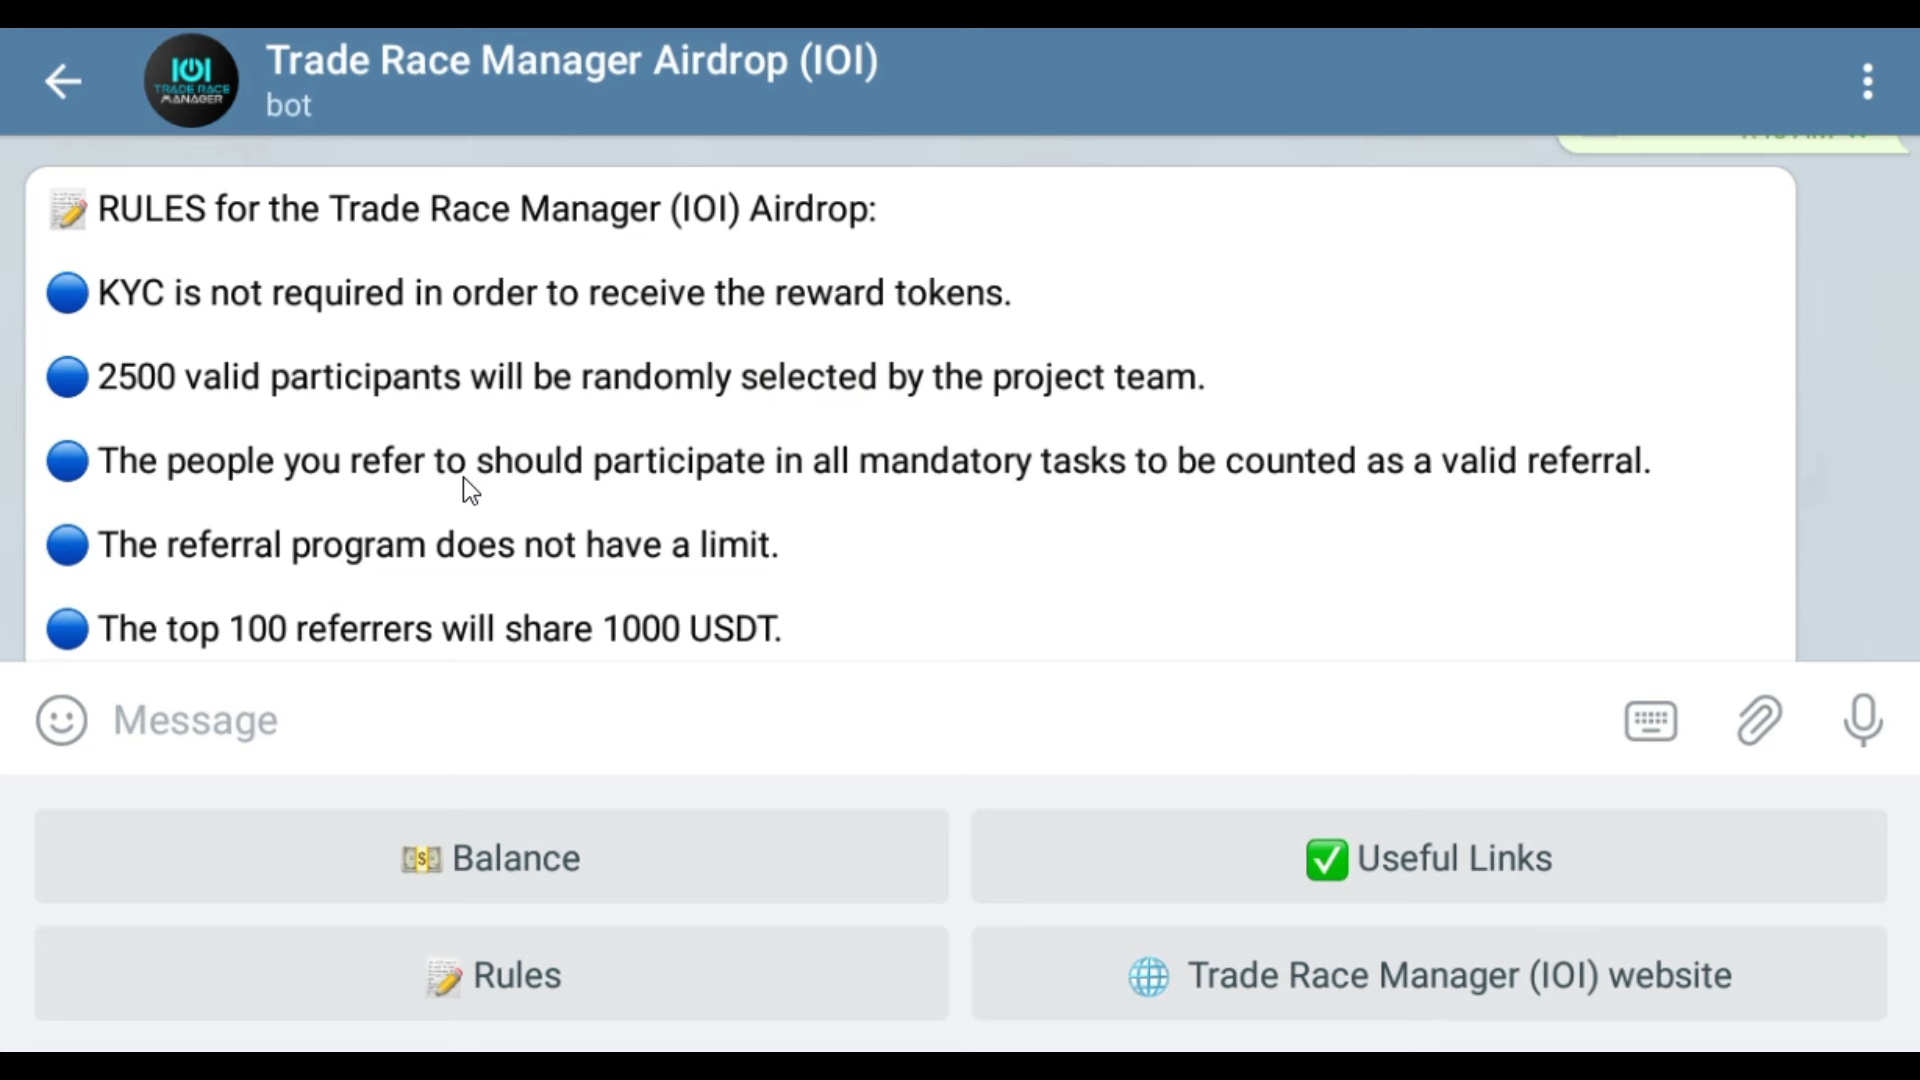 Trade Race Manager Airdrop (IOI)
IOI
TRADE RACE
MANAGER
bot
RULES for the Trade Race Manager (IOI) Airdrop:
KYC is not required in order to receive the reward tokens.
2500 valid participants will be randomly selected by the project team.
The people you refer to should participate in all mandatory tasks to be counted as a valid referral.
The referral program does not have a limit.
The top 100 referrers will share 1000 USDT.
Message
Balance
Useful Links
Rules
Trade Race Manager (IOI) website